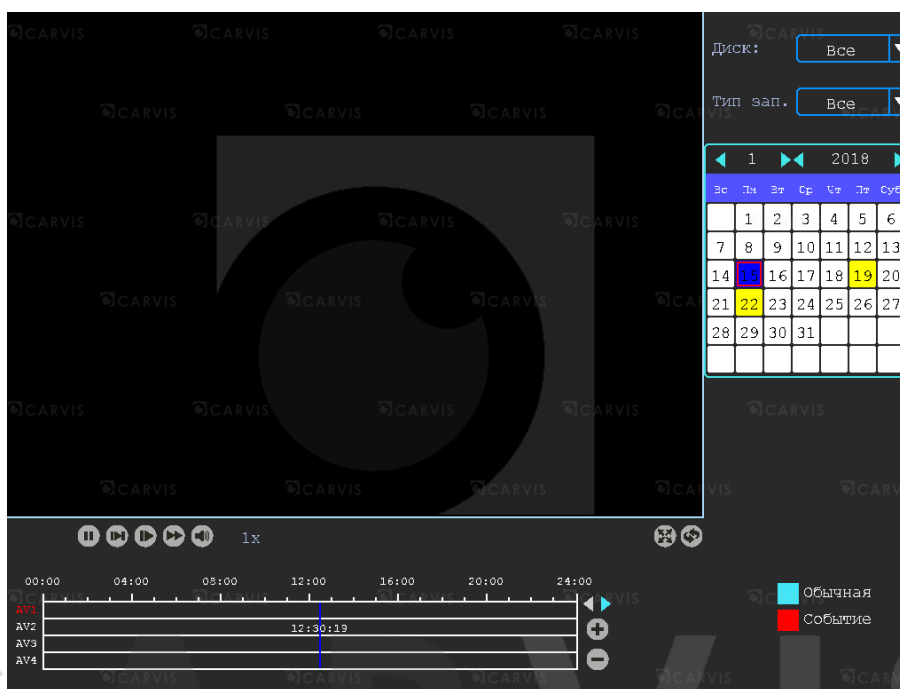 Диск: Все
Тип зап. Все
1 2018
Вс Пн Вт Ср Чт Пт Суб
1 2 3 4 5 6
7 8 9 10 11 12 13
14 15 16 17 18 19 20
21 22 23 24 25 26 27
28 29 30 31
CARVIS
1x
00:00 04:00 08:00 12:00 16:00 20:00 24:00
AV1
AV2 12:30:19
AV3
AV4
Обычная
Событие